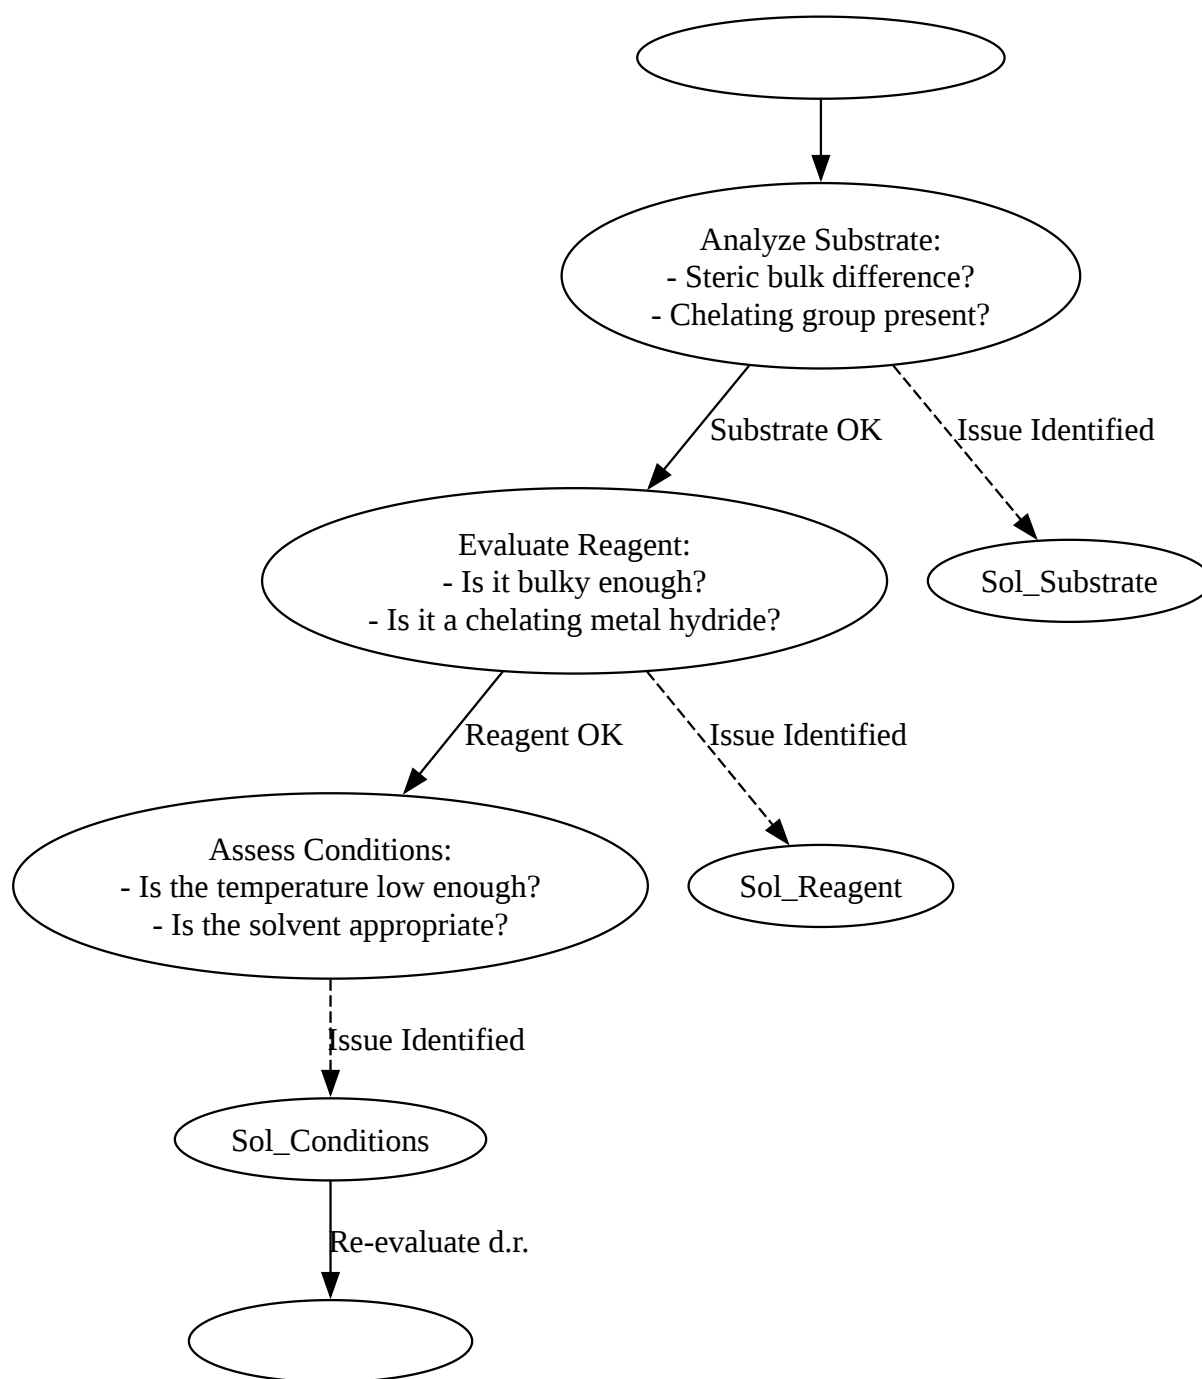 Analyze Substrate:
- Steric bulk difference?
- Chelating group present?
Substrate OK
Issue Identified
Evaluate Reagent:
- Is it bulky enough?
- Is it a chelating metal hydride?
Sol_Substrate
Reagent OK
Issue Identified
Assess Conditions:
- Is the temperature low enough?
- Is the solvent appropriate?
Sol_Reagent
Issue Identified
Sol_Conditions
Re-evaluate d.r.